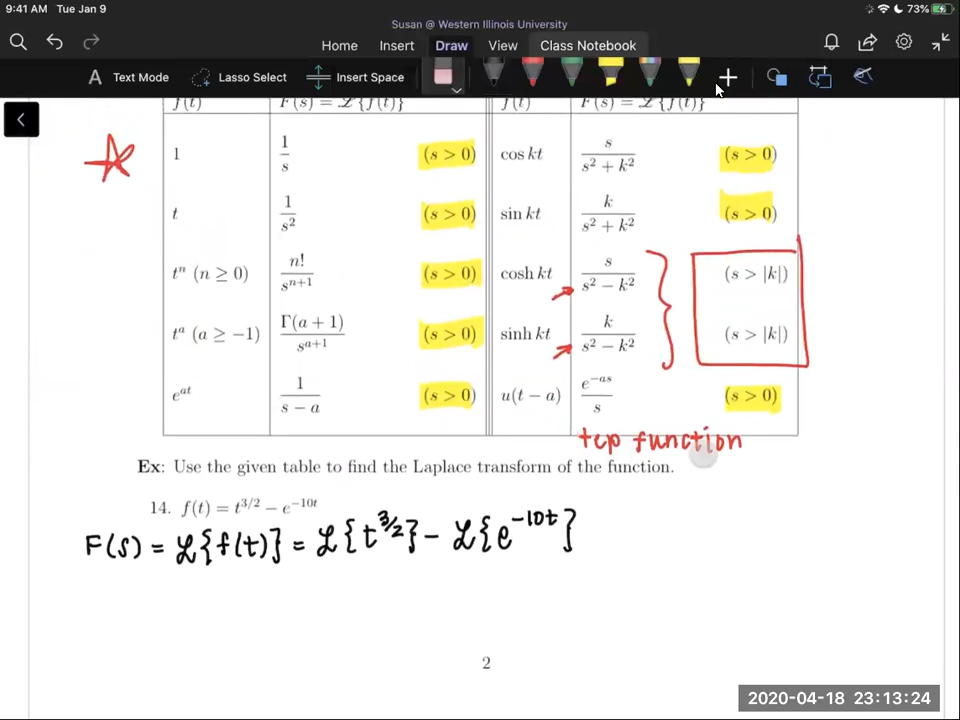 9:41 AM Tue Jan 9
73%
Susan @ Western Illinois University
Home Insert Draw View Class Notebook
Text Mode Lasso Select Insert Space
f(t) F(s) = ℒ{f(t)} f(t) F(s) = ℒ{f(t)}
1 1/s (s > 0) cos kt s/(s² + k²) (s > 0)
t 1/s² (s > 0) sin kt k/(s² + k²) (s > 0)
tⁿ (n ≥ 0) n!/sⁿ⁺¹ (s > 0) cosh kt s/(s² − k²) (s > |k|)
tᵃ (a ≥ −1) Γ(a + 1)/sᵃ⁺¹ (s > 0) sinh kt k/(s² − k²) (s > |k|)
eᵃᵗ 1/(s − a) (s > 0) u(t − a) e⁻ᵃˢ/s (s > 0)
tep function
Ex: Use the given table to find the Laplace transform of the function.
14. f(t) = t^{3/2} − e^{−10t}
F(s) = ℒ{f(t)} = ℒ{t^{3/2}} − ℒ{e^{−10t}}
2
2020-04-18 23:13:24